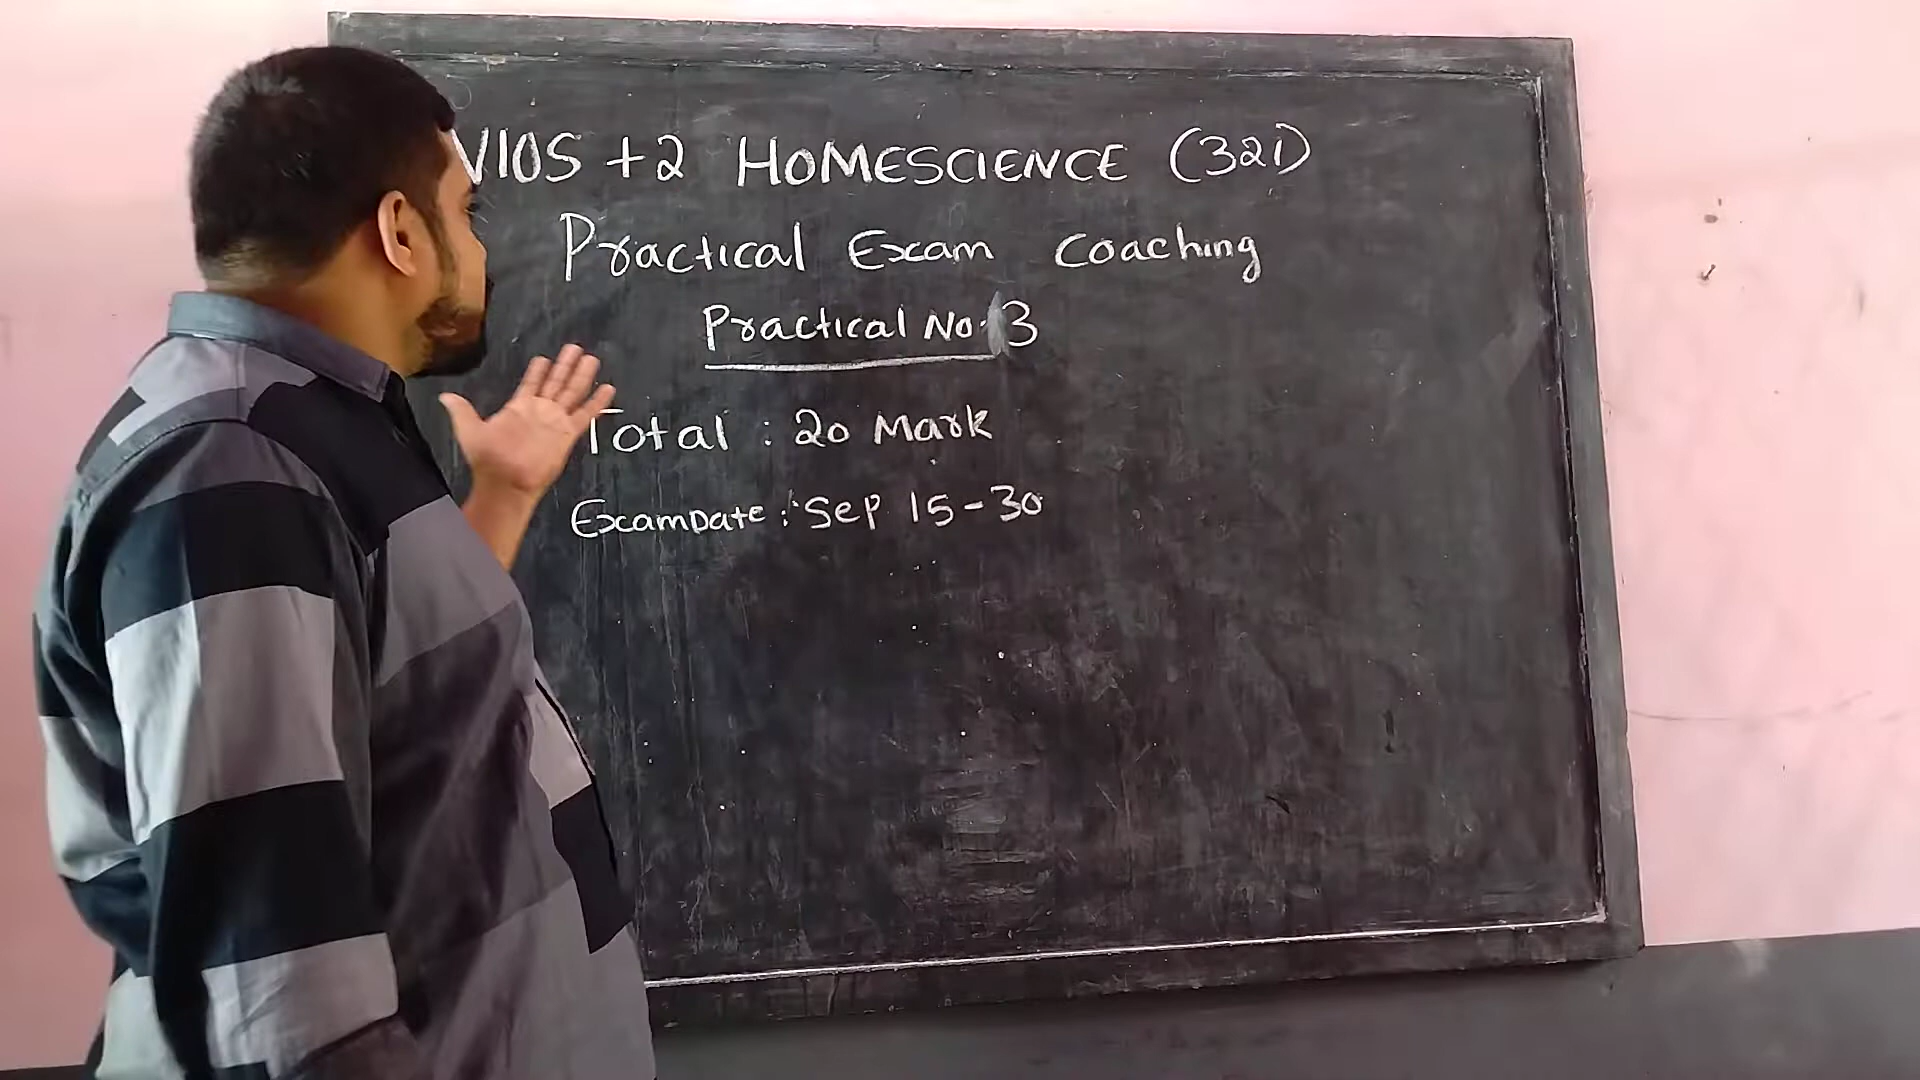 NIOS +2 HOMESCIENCE (321)
Practical Exam Coaching
Practical No: 3
Total : 20 Mark
ExamDate : Sep 15-30